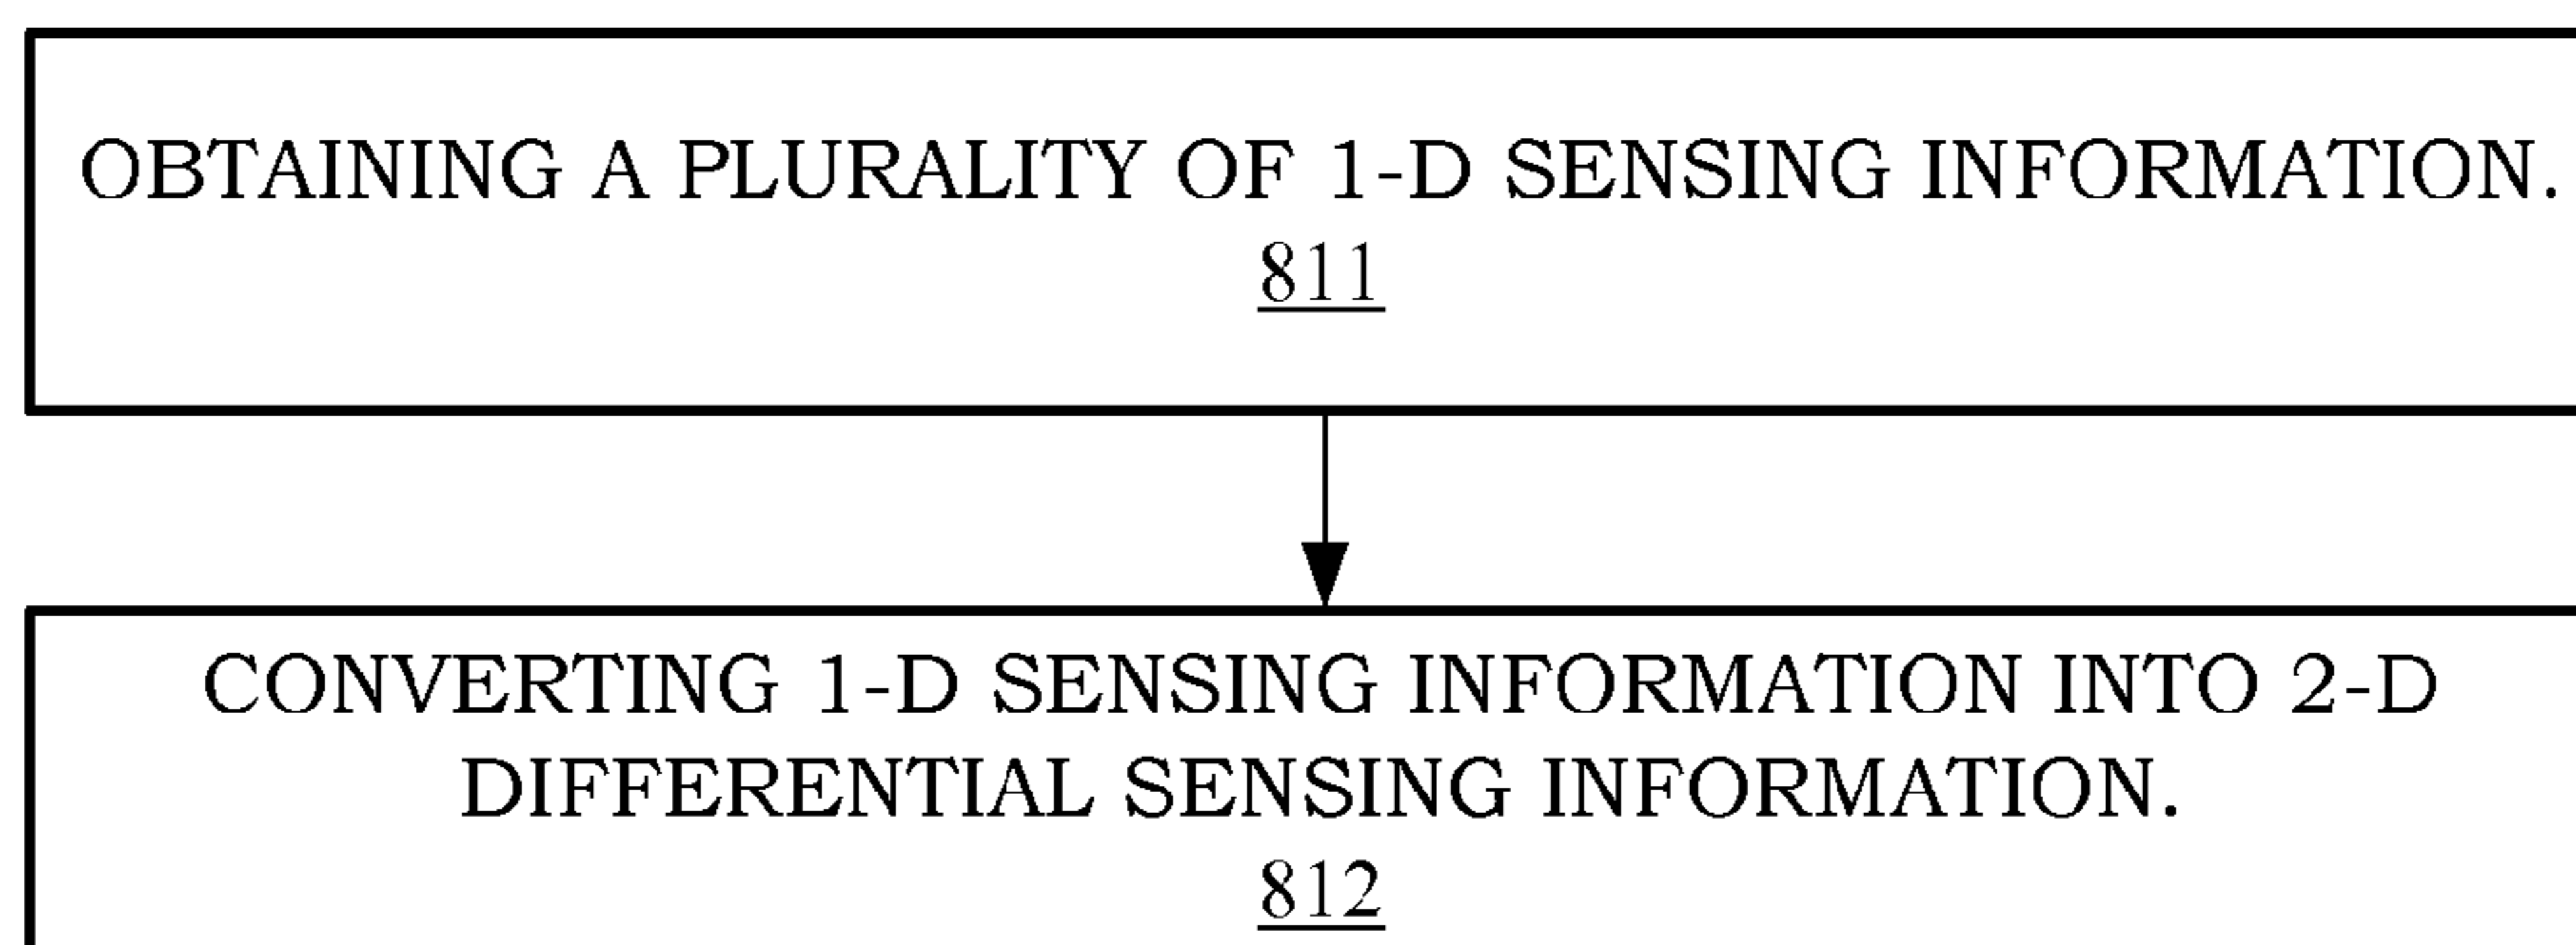 OBTAINING A PLURALITY OF 1-D SENSING INFORMATION.
811
CONVERTING 1-D SENSING INFORMATION INTO 2-D
DIFFERENTIAL SENSING INFORMATION.
812